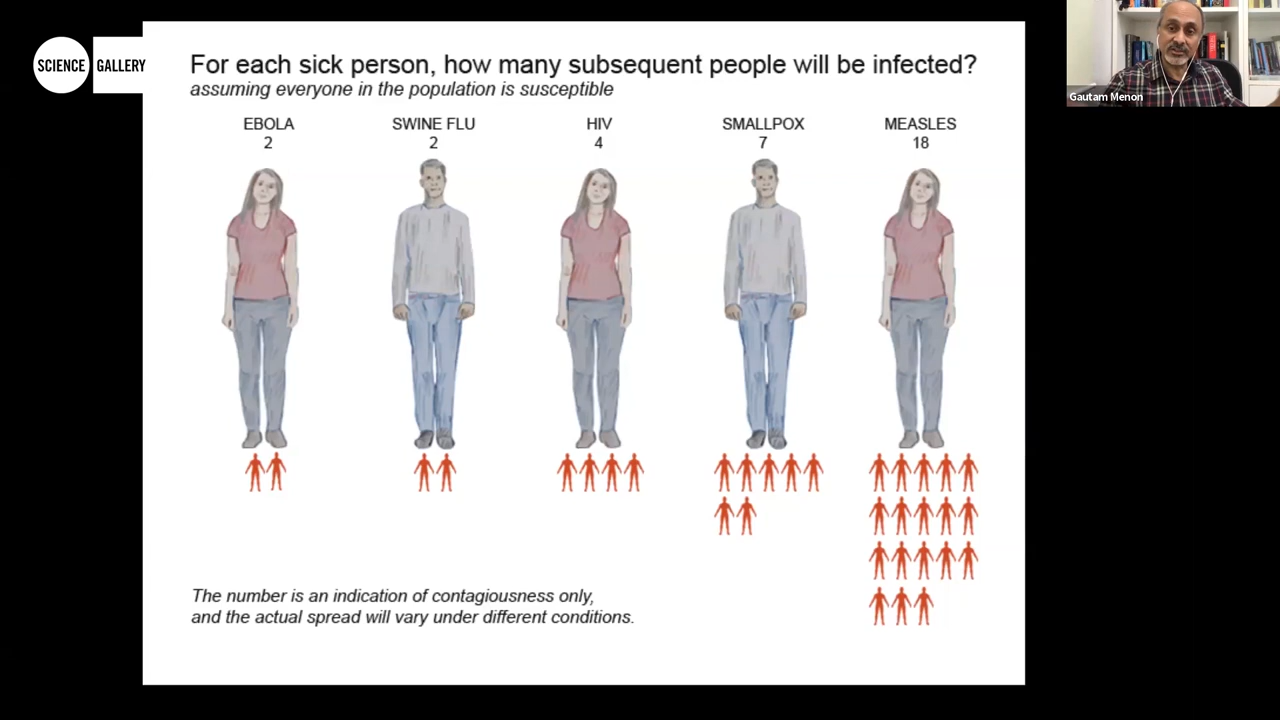 SCIENCE GALLERY
For each sick person, how many subsequent people will be infected?
assuming everyone in the population is susceptible
EBOLA SWINE FLU HIV SMALLPOX MEASLES
2 2 4 7 18
The number is an indication of contagiousness only,
and the actual spread will vary under different conditions.
Gautam Menon